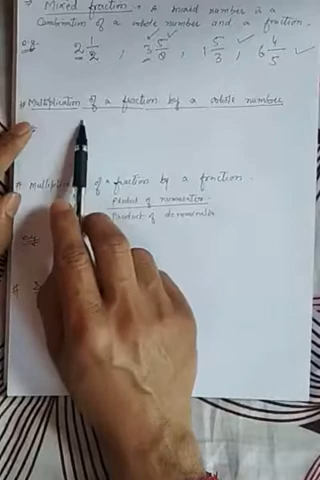 Mixed fraction :- A mixed number is a
Combination of a whole number and a fraction.
e.g. 2 1/2 , 3 5/8 , 1 5/3 , 6 4/5
# Multiplication of a fraction by a whole number
# of a fraction by a fraction.
Product of numerator
Product of denominator
eg
#